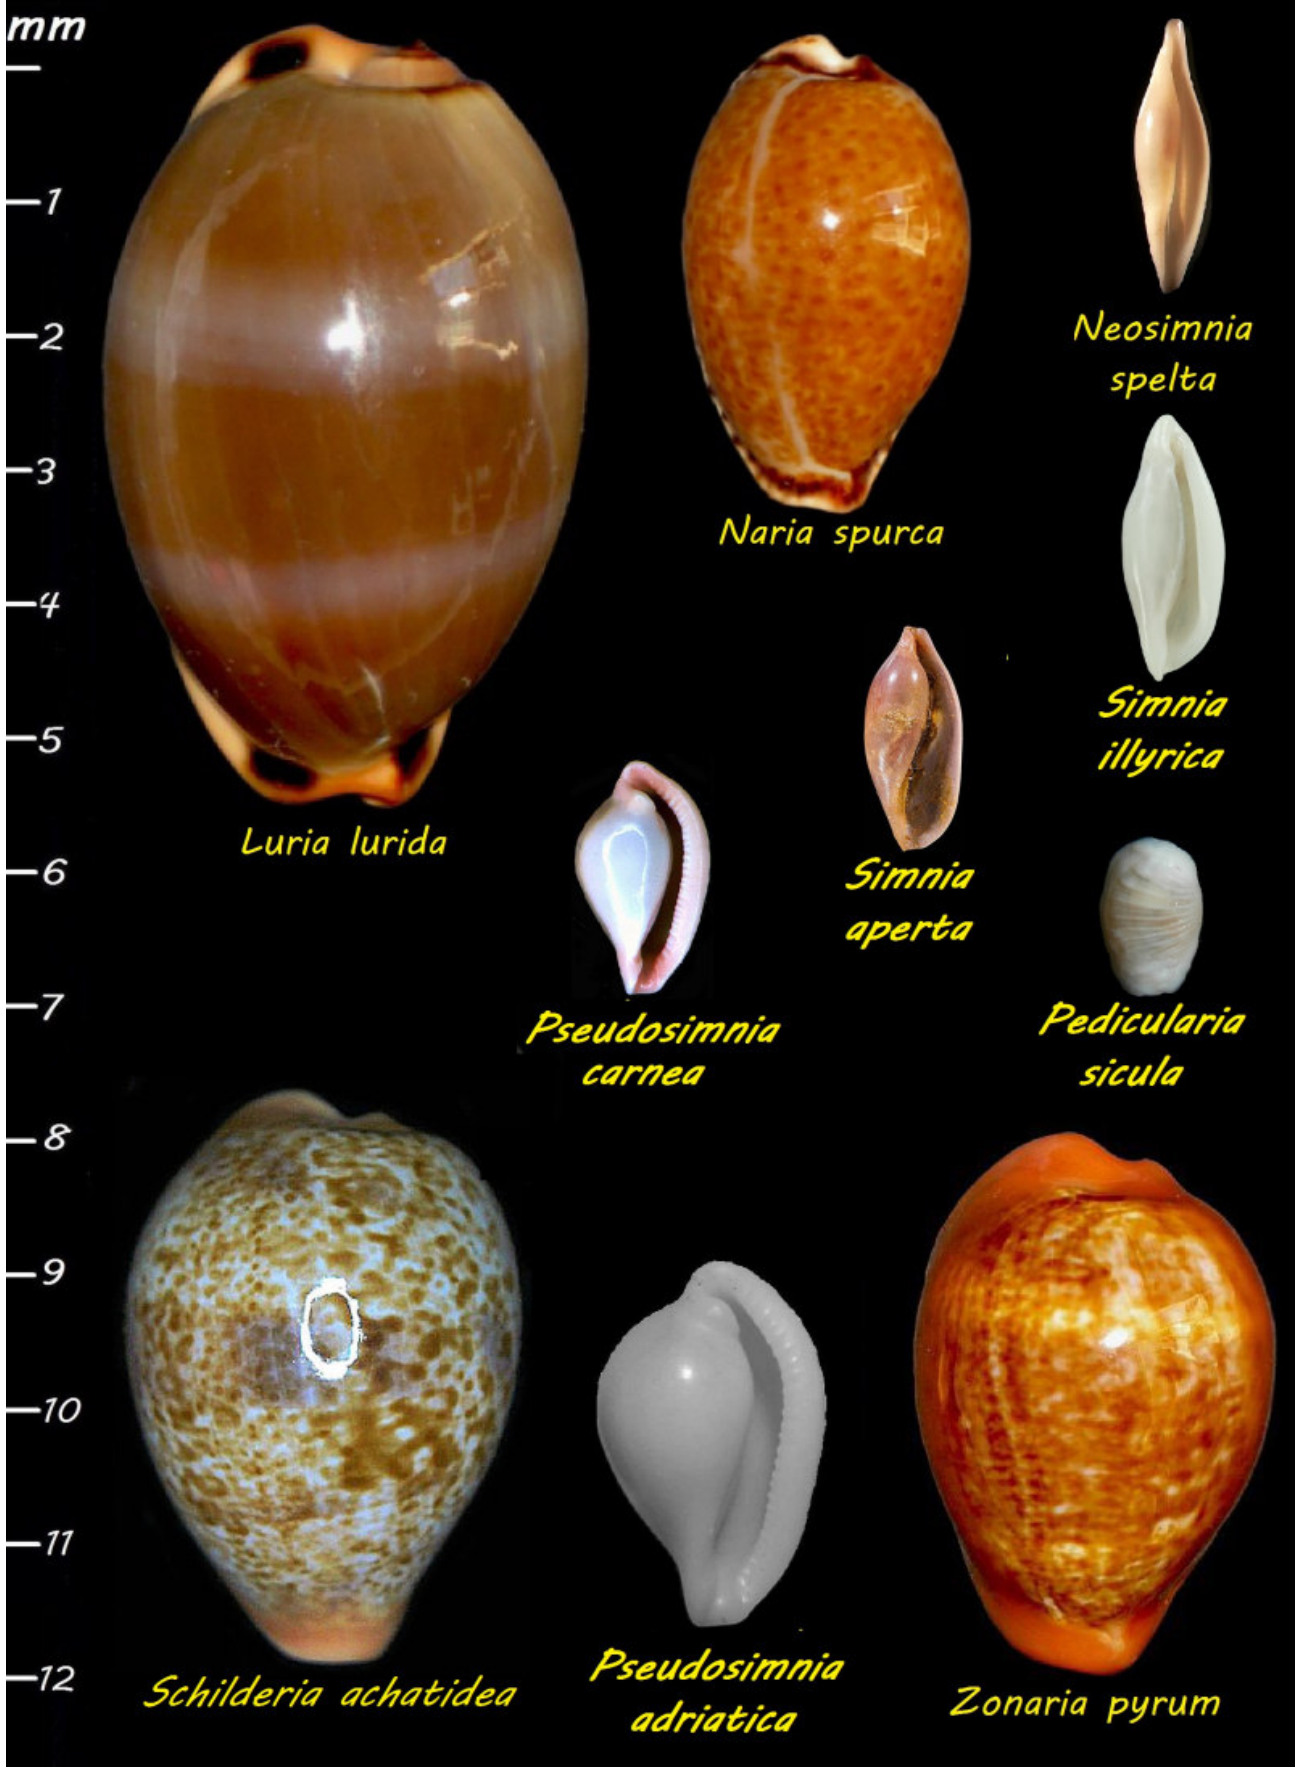 mm
1
2
3
4
5
6
7
8
9
10
11
12
Neosimnia
spelta
Naria spurca
Simnia
illyrica
Luria lurida
Simnia
aperta
Pseudosimnia
carnea
Pedicularia
sicula
Schilderia achatidea
Pseudosimnia
adriatica
Zonaria pyrum